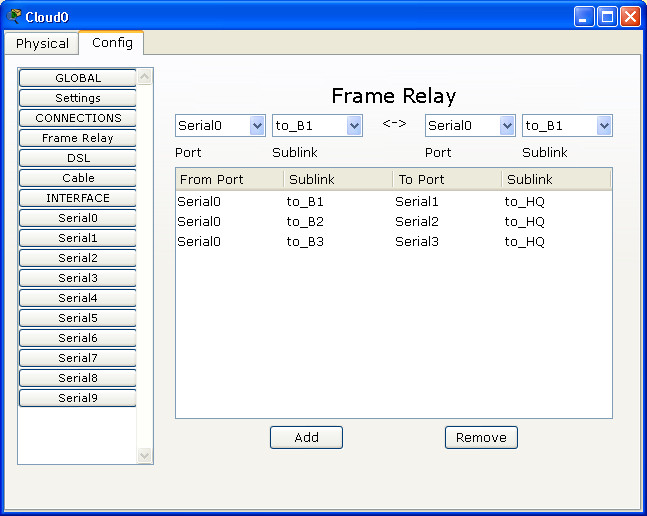 Cloud0
Physical Config
GLOBAL
Settings
CONNECTIONS
Frame Relay
DSL
Cable
INTERFACE
Serial0
Serial1
Serial2
Serial3
Serial4
Serial5
Serial6
Serial7
Serial8
Serial9
Frame Relay
Serial0 to_B1 <-> Serial0 to_B1
Port Sublink Port Sublink
From Port Sublink To Port Sublink
Serial0 to_B1 Serial1 to_HQ
Serial0 to_B2 Serial2 to_HQ
Serial0 to_B3 Serial3 to_HQ
Add Remove